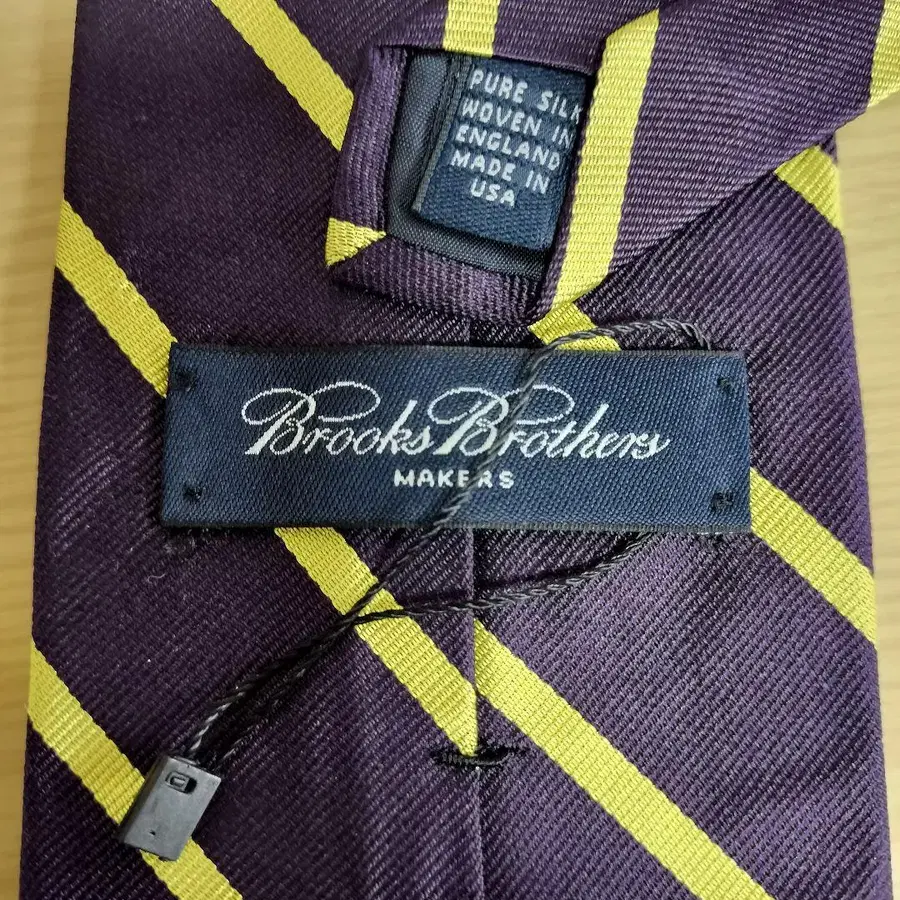 PURE SILK
WOVEN IN
ENGLAND
MADE IN
USA
Brooks Brothers
MAKERS